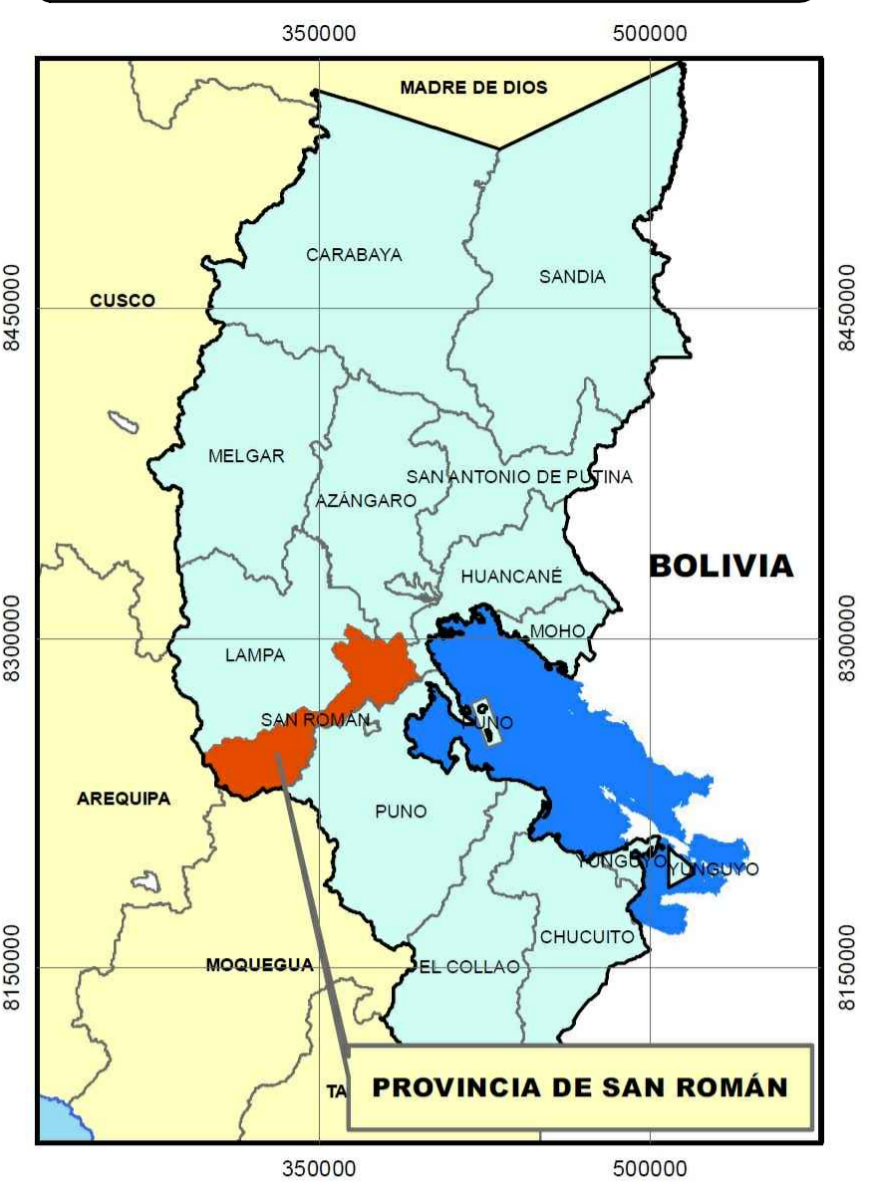 350000 500000
MADRE DE DIOS
CARABAYA
SANDIA
8450000
CUSCO
8450000
MELGAR
SAN ANTONIO DE PUTINA
AZÁNGARO
BOLIVIA
HUANCANÉ
8300000
MOHO
8300000
LAMPA
SAN ROMÁN
PUNO
AREQUIPA
PUNO
YUNGUYO
YUNGUYO
CHUCUITO
8150000
MOQUEGUA
EL COLLAO
8150000
TA
PROVINCIA DE SAN ROMÁN
350000 500000